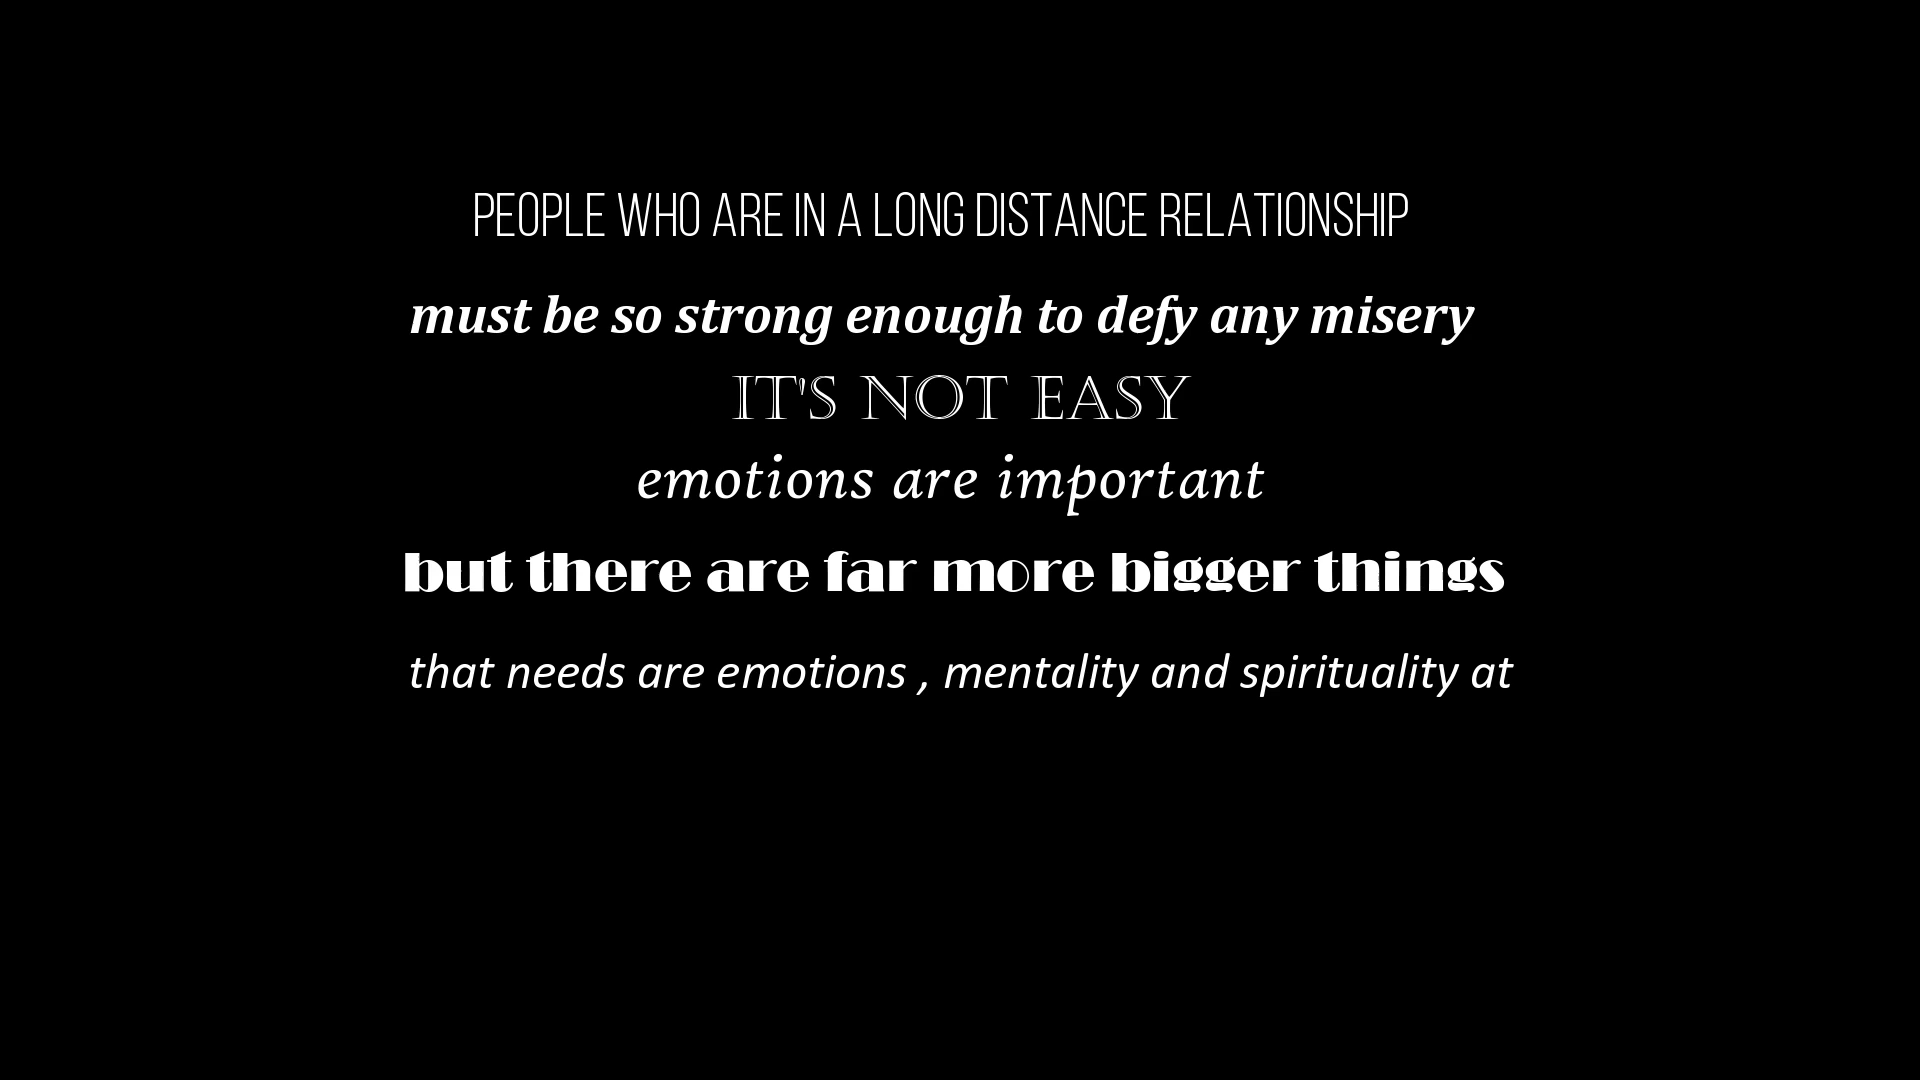 PEOPLE WHO ARE IN A LONG DISTANCE RELATIONSHIP
must be so strong enough to defy any misery
IT'S NOT EASY
emotions are important
but there are far more bigger things
that needs are emotions , mentality and spirituality at